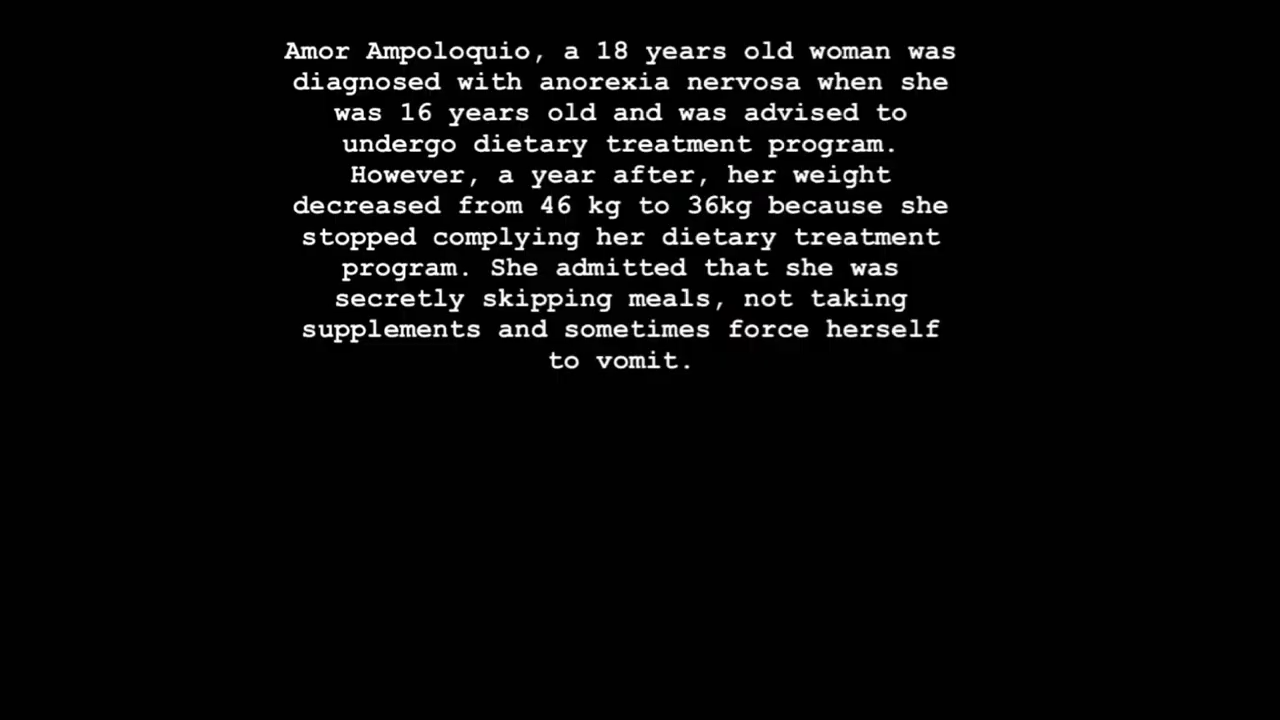 Amor Ampoloquio, a 18 years old woman was
diagnosed with anorexia nervosa when she
was 16 years old and was advised to
undergo dietary treatment program.
However, a year after, her weight
decreased from 46 kg to 36kg because she
stopped complying her dietary treatment
program. She admitted that she was
secretly skipping meals, not taking
supplements and sometimes force herself
to vomit.